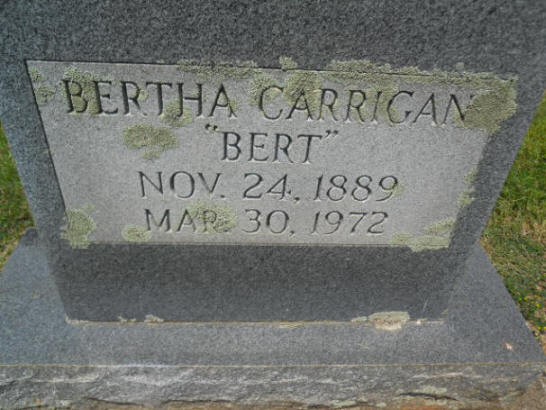 BERTHA CARRIGAN
"BERT"
NOV. 24, 1889
MAR. 30, 1972